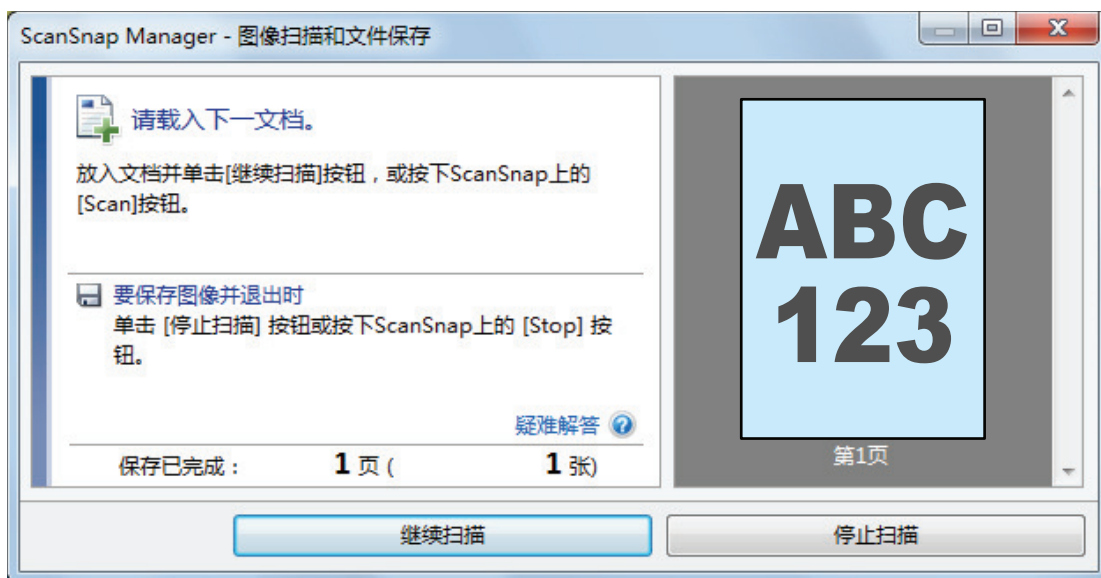 ScanSnap Manager - 图像扫描和文件保存
请载入下一文档。
放入文档并单击[继续扫描]按钮，或按下ScanSnap上的
[Scan]按钮。
要保存图像并退出时
单击 [停止扫描] 按钮或按下ScanSnap上的 [Stop] 按
钮。
疑难解答
保存已完成： 1 页 ( 1 张)
ABC
123
第1页
继续扫描
停止扫描